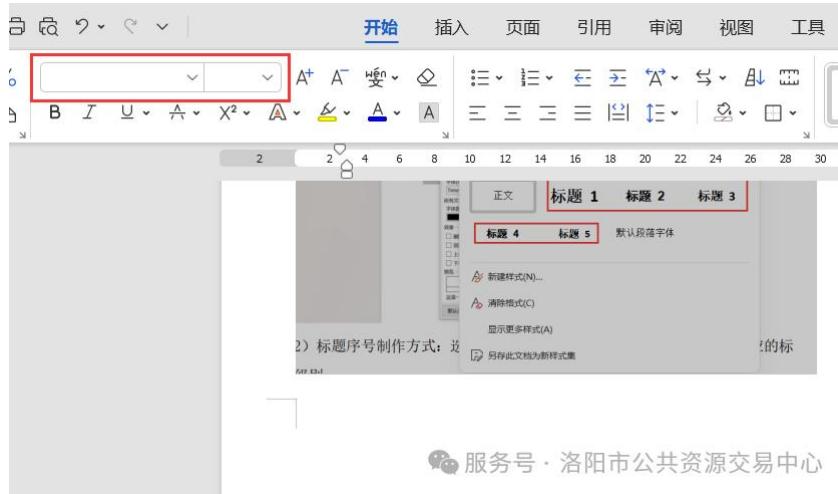 开始 插入 页面 引用 审阅 视图 工具
A+ A- wén 变
B I U A X² A A A
2 2 4 6 8 10 12 14 16 18 20 22 24 26 28 30
正文 标题 1 标题 2 标题 3
标题 4 标题 5 默认段落字体
新建样式(N)...
清除格式(C)
显示更多样式(A)
另存此文档为新样式集
2）标题序号制作方式：
的标
服务号 · 洛阳市公共资源交易中心